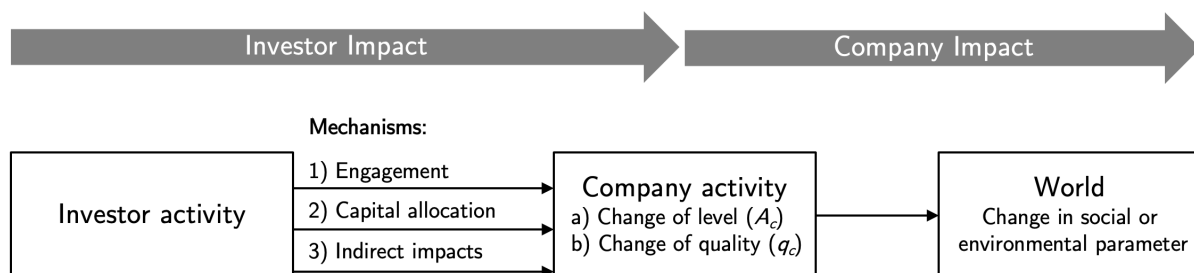 Investor Impact
Company Impact
Mechanisms:
Investor activity
1) Engagement
2) Capital allocation
3) Indirect impacts
Company activity
a) Change of level (A_c)
b) Change of quality (q_c)
World
Change in social or
environmental parameter